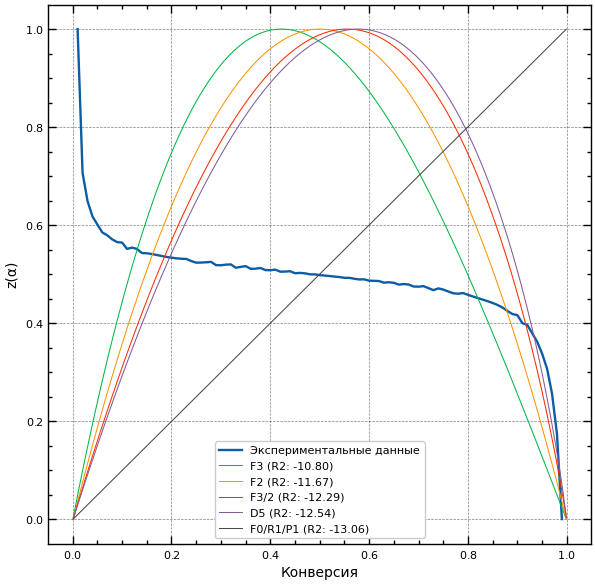 1.0
0.8
0.6
0.4
0.2
0.0
z(α)
0.0 0.2 0.4 0.6 0.8 1.0
Конверсия
Экспериментальные данные
F3 (R2: -10.80)
F2 (R2: -11.67)
F3/2 (R2: -12.29)
D5 (R2: -12.54)
F0/R1/P1 (R2: -13.06)